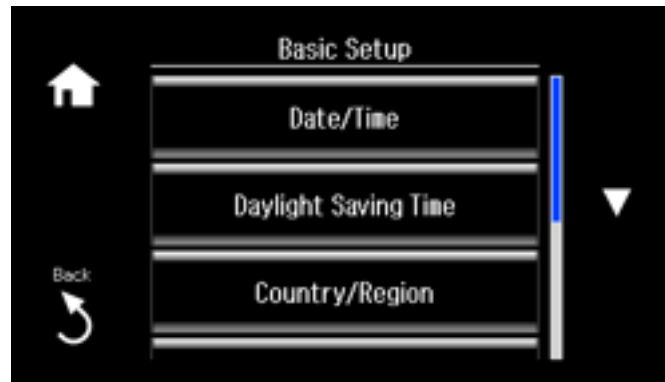 Basic Setup
Date/Time
Daylight Saving Time
Country/Region
Back